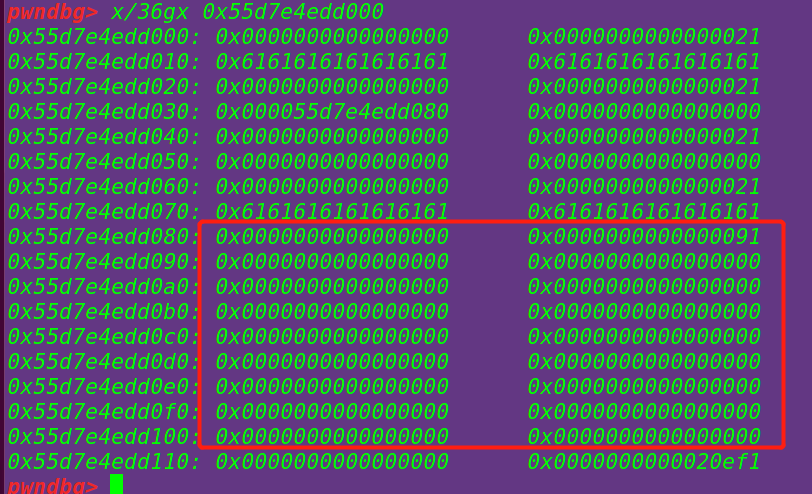 pwndbg> x/36gx 0x55d7e4edd000
0x55d7e4edd000: 0x0000000000000000 0x0000000000000021
0x55d7e4edd010: 0x6161616161616161 0x6161616161616161
0x55d7e4edd020: 0x0000000000000000 0x0000000000000021
0x55d7e4edd030: 0x000055d7e4edd080 0x0000000000000000
0x55d7e4edd040: 0x0000000000000000 0x0000000000000021
0x55d7e4edd050: 0x0000000000000000 0x0000000000000000
0x55d7e4edd060: 0x0000000000000000 0x0000000000000021
0x55d7e4edd070: 0x6161616161616161 0x6161616161616161
0x55d7e4edd080: 0x0000000000000000 0x0000000000000091
0x55d7e4edd090: 0x0000000000000000 0x0000000000000000
0x55d7e4edd0a0: 0x0000000000000000 0x0000000000000000
0x55d7e4edd0b0: 0x0000000000000000 0x0000000000000000
0x55d7e4edd0c0: 0x0000000000000000 0x0000000000000000
0x55d7e4edd0d0: 0x0000000000000000 0x0000000000000000
0x55d7e4edd0e0: 0x0000000000000000 0x0000000000000000
0x55d7e4edd0f0: 0x0000000000000000 0x0000000000000000
0x55d7e4edd100: 0x0000000000000000 0x0000000000000000
0x55d7e4edd110: 0x0000000000000000 0x0000000000020ef1
pwndbg>